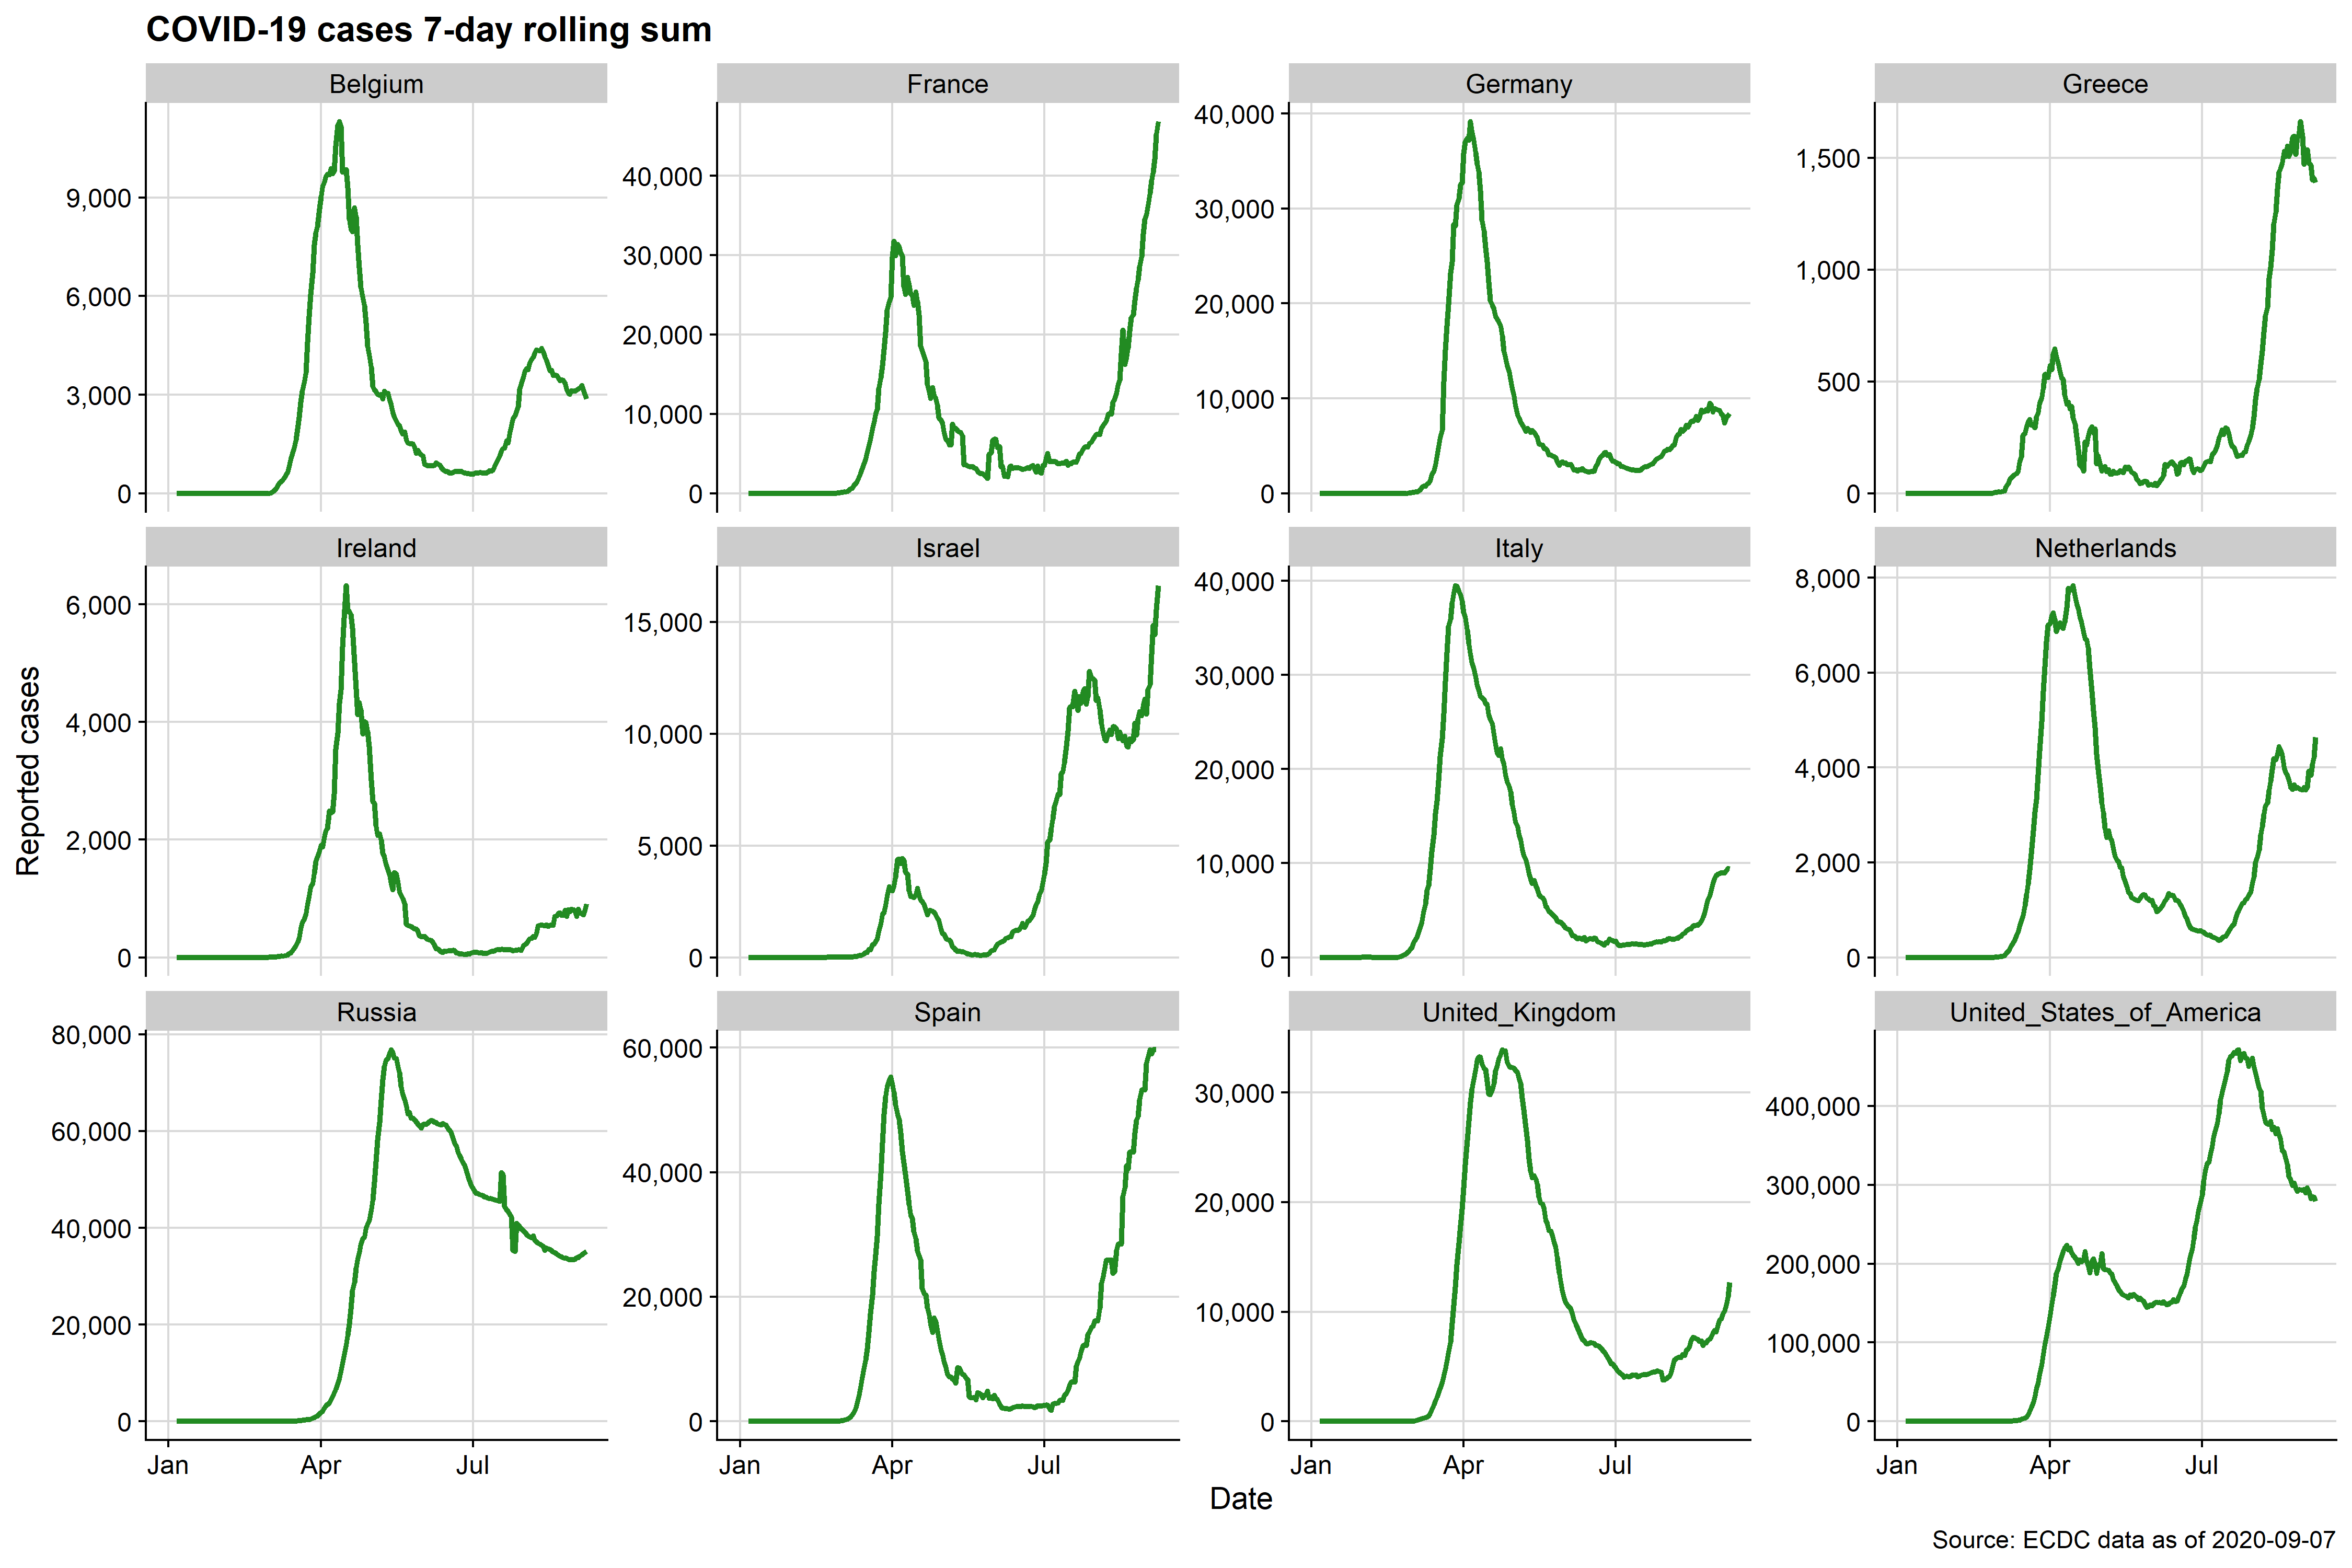 COVID-19 cases 7-day rolling sum
Belgium
France
Germany
Greece
9,000
6,000
3,000
0
40,000
30,000
20,000
10,000
0
40,000
30,000
20,000
10,000
0
1,500
1,000
500
0
Ireland
Israel
Italy
Netherlands
6,000
4,000
2,000
0
15,000
10,000
5,000
0
40,000
30,000
20,000
10,000
0
8,000
6,000
4,000
2,000
0
Reported cases
Russia
Spain
United_Kingdom
United_States_of_America
80,000
60,000
40,000
20,000
0
60,000
40,000
20,000
0
30,000
20,000
10,000
0
400,000
300,000
200,000
100,000
0
Jan Apr Jul
Jan Apr Jul
Jan Apr Jul
Jan Apr Jul
Date
Source: ECDC data as of 2020-09-07